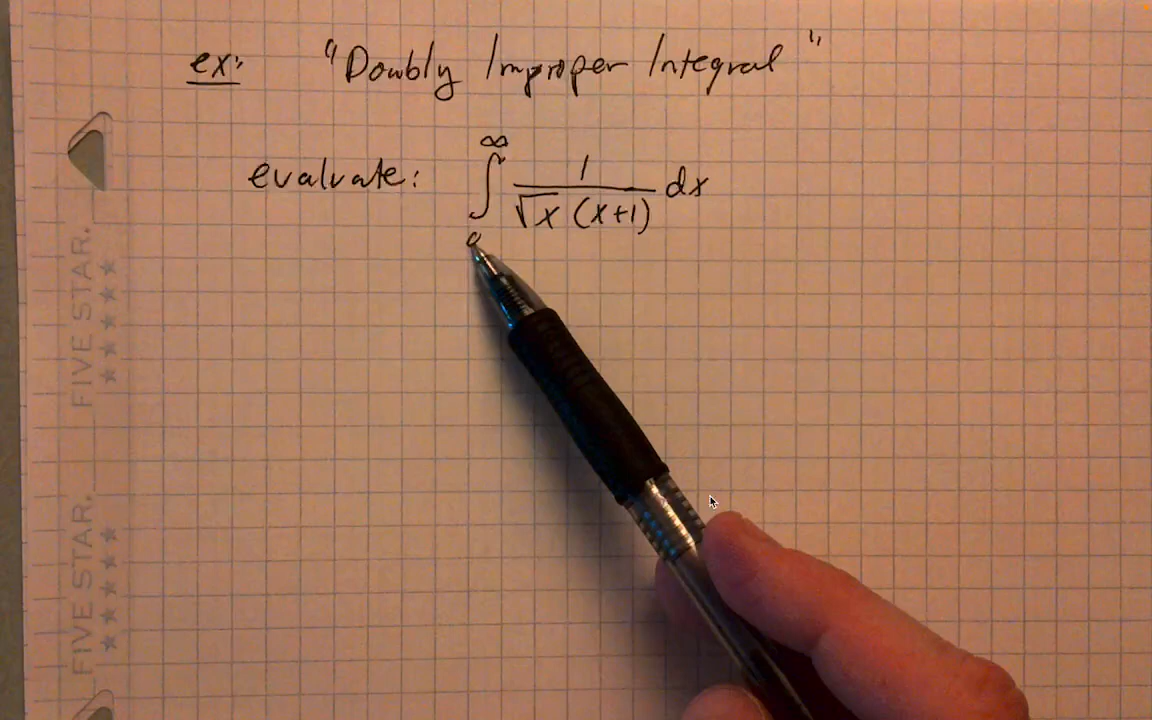 ex: "Doubly Improper Integral"
evaluate: ∫₀^∞ 1/(√x (x+1)) dx
FIVE STAR.
FIVE STAR.